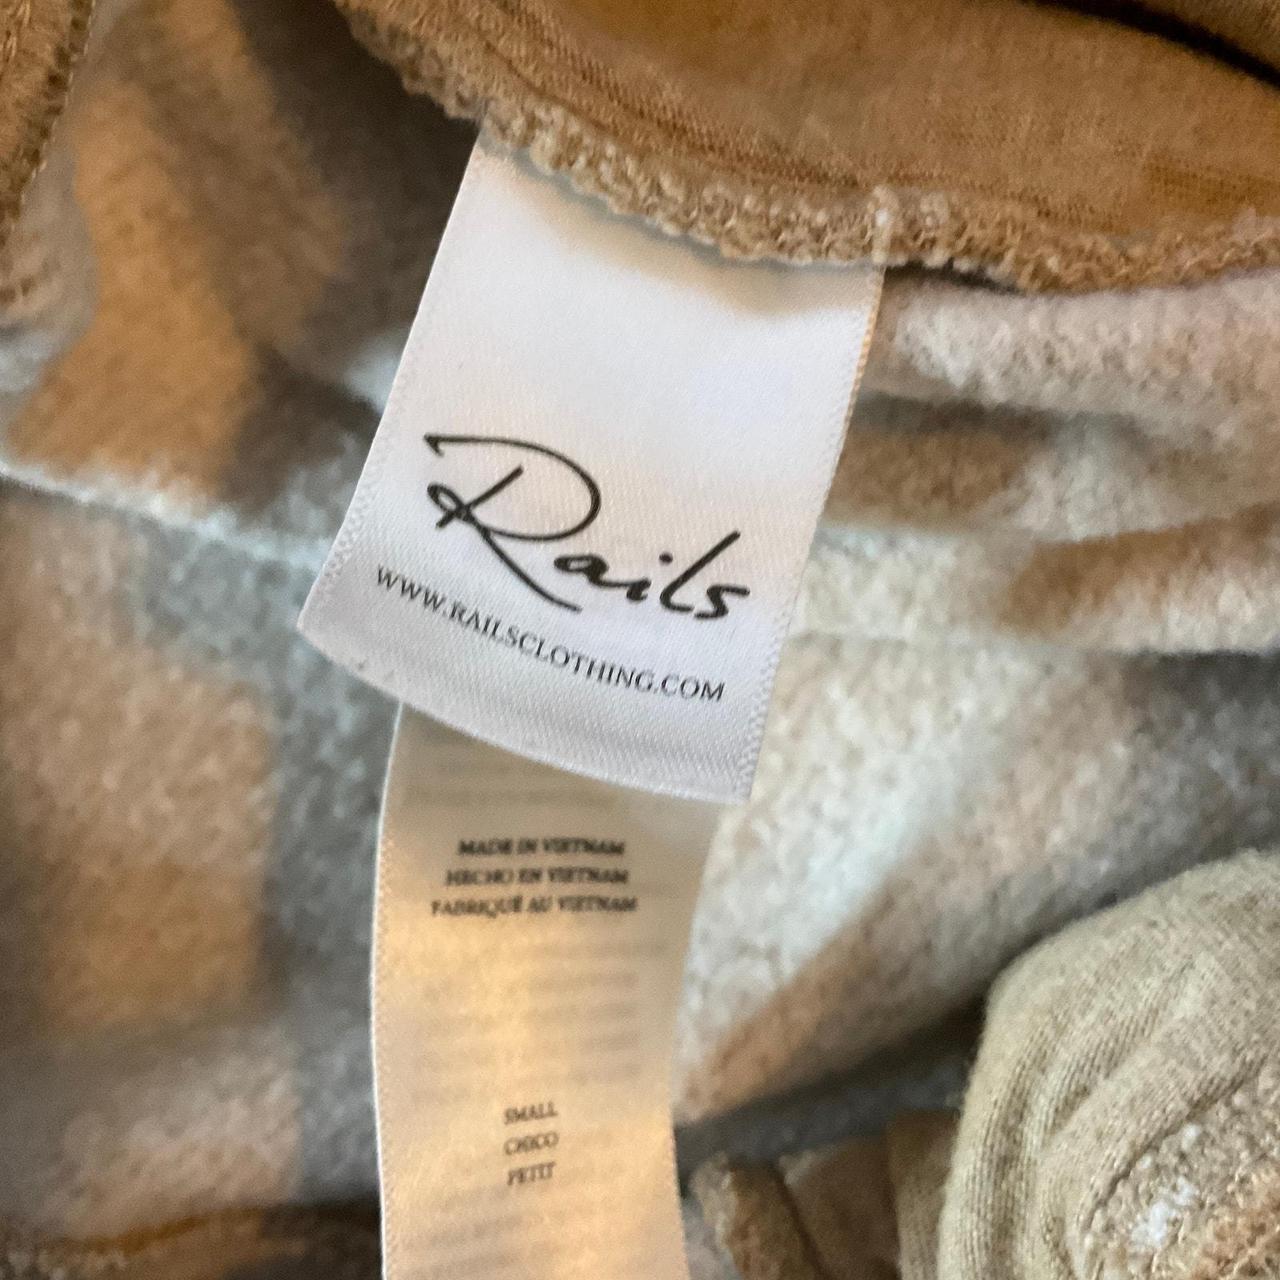 Rails
WWW.RAILSCLOTHING.COM
MADE IN VIETNAM
HECHO EN VIETNAM
FABRIQUÉ AU VIETNAM
SMALL
CHICO
PETIT